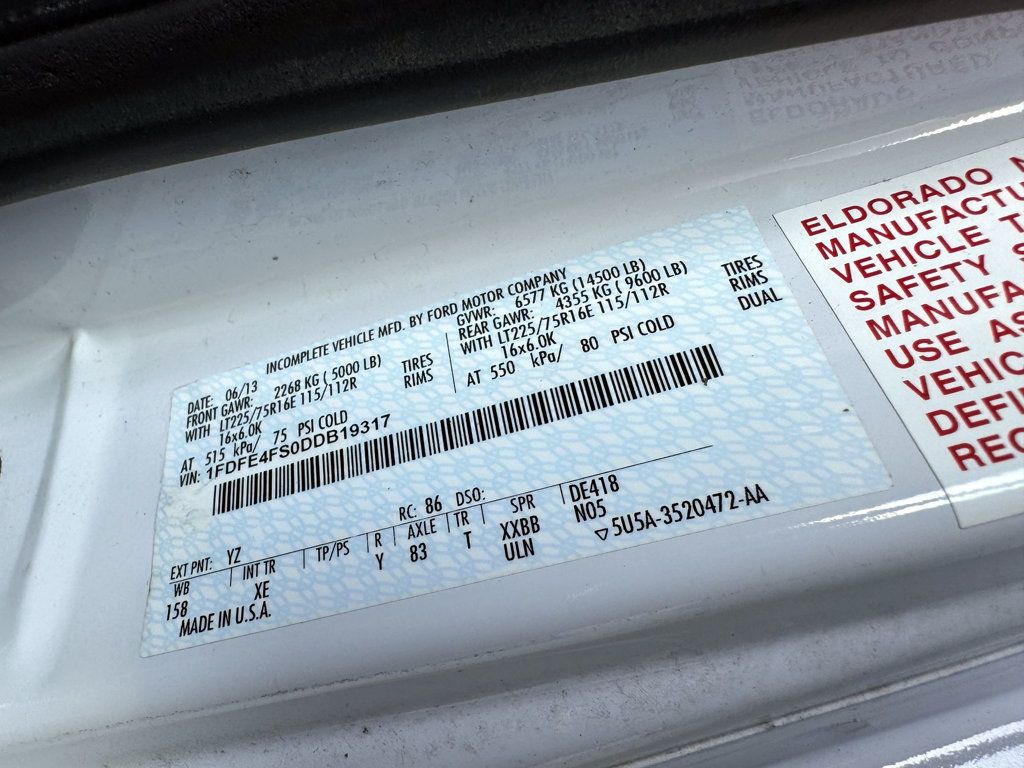 INCOMPLETE VEHICLE MFD. BY FORD MOTOR COMPANY
DATE: 06/13
GVWR: 6577 KG (14500 LB)
FRONT GAWR: 2268 KG ( 5000 LB)
REAR GAWR: 4355 KG ( 9600 LB)
WITH LT225/75R16E 115/112R TIRES
WITH LT225/75R16E 115/112R TIRES
16x6.0K RIMS
16x6.0K RIMS
AT 515 kPa/ 75 PSI COLD
AT 550 kPa/ 80 PSI COLD DUAL
VIN: 1FDFE4FS0DDB19317
EXT PNT: YZ RC: 86 DSO:
WB INT TR TP/PS R AXLE TR SPR DE418
158 XE Y 83 T XXBB N05
ULN
MADE IN U.S.A. ▽5U5A-3520472-AA
ELDORADO
MANUFACTU
VEHICLE T
SAFETY S
MANUFA
USE AS
VEHIC
DEFI
REC